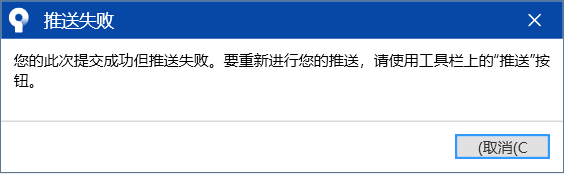 推送失败
您的此次提交成功但推送失败。要重新进行您的推送，请使用工具栏上的“推送”按
钮。
(取消(C